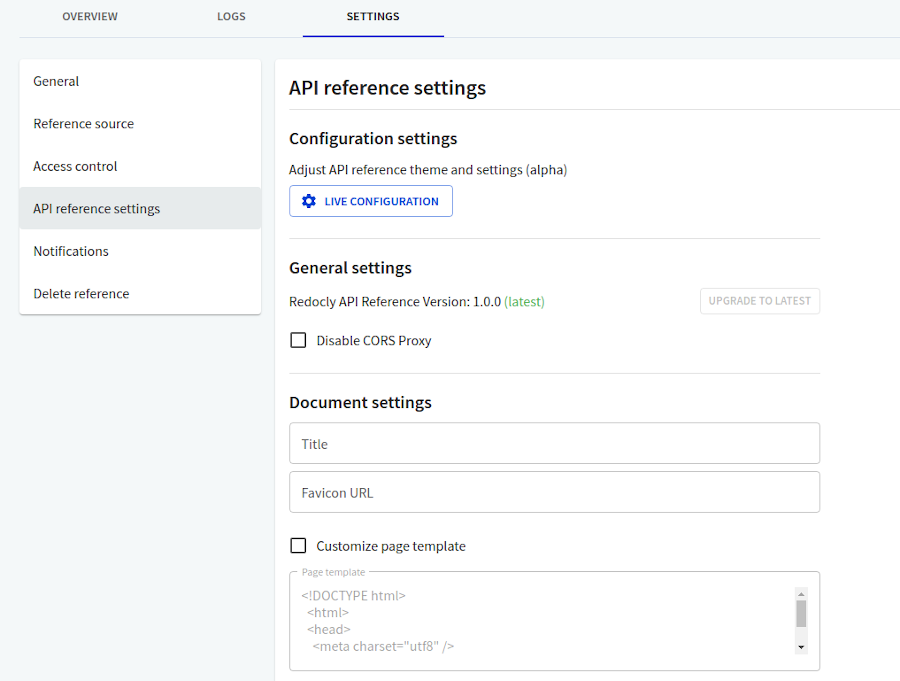 OVERVIEW
LOGS
SETTINGS
General
Reference source
Access control
API reference settings
Notifications
Delete reference
API reference settings
Configuration settings
Adjust API reference theme and settings (alpha)
LIVE CONFIGURATION
General settings
Redocly API Reference Version: 1.0.0 (latest)
UPGRADE TO LATEST
Disable CORS Proxy
Document settings
Title
Favicon URL
Customize page template
Page template
<!DOCTYPE html>
<html>
<head>
<meta charset="utf8" />